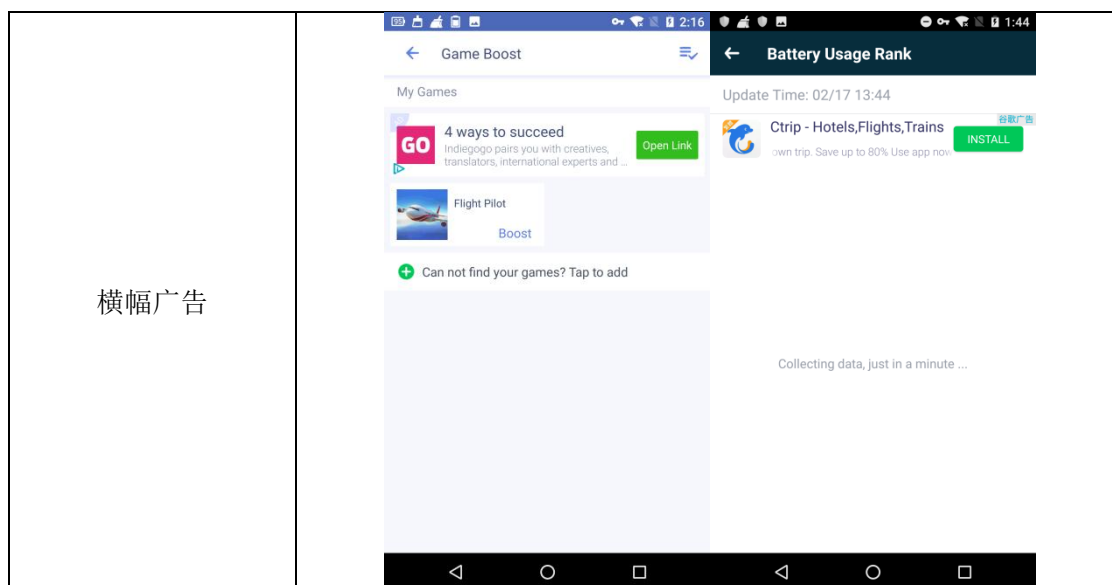 横幅广告
2:16
Game Boost
My Games
GO
4 ways to succeed
Indiegogo pairs you with creatives,
translators, international experts and ...
Open Link
Flight Pilot
Boost
Can not find your games? Tap to add
1:44
Battery Usage Rank
Update Time: 02/17 13:44
谷歌广告
Ctrip - Hotels,Flights,Trains
own trip. Save up to 80% Use app now
INSTALL
Collecting data, just in a minute ...